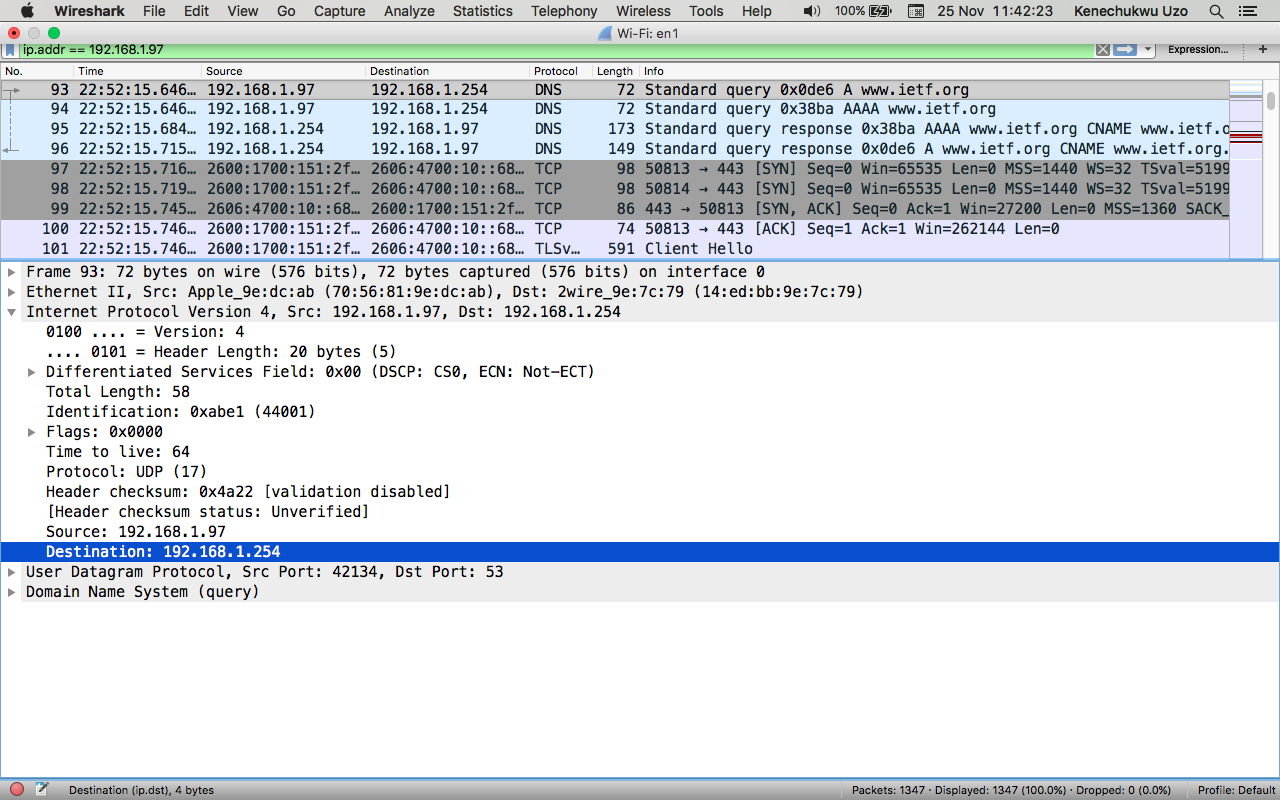 Wireshark File Edit View Go Capture Analyze Statistics Telephony Wireless Tools Help 100% 25 Nov 11:42:23 Kenechukwu Uzo
Wi-Fi: en1
ip.addr == 192.168.1.97 Expression... +
No. Time Source Destination Protocol Length Info
93 22:52:15.646… 192.168.1.97 192.168.1.254 DNS 72 Standard query 0x0de6 A www.ietf.org
94 22:52:15.646… 192.168.1.97 192.168.1.254 DNS 72 Standard query 0x38ba AAAA www.ietf.org
95 22:52:15.684… 192.168.1.254 192.168.1.97 DNS 173 Standard query response 0x38ba AAAA www.ietf.org CNAME www.ietf.o
96 22:52:15.715… 192.168.1.254 192.168.1.97 DNS 149 Standard query response 0x0de6 A www.ietf.org CNAME www.ietf.org.
97 22:52:15.716… 2600:1700:151:2f… 2606:4700:10::68… TCP 98 50813 → 443 [SYN] Seq=0 Win=65535 Len=0 MSS=1440 WS=32 TSval=5199
98 22:52:15.719… 2600:1700:151:2f… 2606:4700:10::68… TCP 98 50814 → 443 [SYN] Seq=0 Win=65535 Len=0 MSS=1440 WS=32 TSval=5199
99 22:52:15.745… 2606:4700:10::68… 2600:1700:151:2f… TCP 86 443 → 50813 [SYN, ACK] Seq=0 Ack=1 Win=27200 Len=0 MSS=1360 SACK_
100 22:52:15.746… 2600:1700:151:2f… 2606:4700:10::68… TCP 74 50813 → 443 [ACK] Seq=1 Ack=1 Win=262144 Len=0
101 22:52:15.746… 2600:1700:151:2f… 2606:4700:10::68… TLSv… 591 Client Hello
Frame 93: 72 bytes on wire (576 bits), 72 bytes captured (576 bits) on interface 0
Ethernet II, Src: Apple_9e:dc:ab (70:56:81:9e:dc:ab), Dst: 2wire_9e:7c:79 (14:ed:bb:9e:7c:79)
Internet Protocol Version 4, Src: 192.168.1.97, Dst: 192.168.1.254
0100 .... = Version: 4
.... 0101 = Header Length: 20 bytes (5)
Differentiated Services Field: 0x00 (DSCP: CS0, ECN: Not-ECT)
Total Length: 58
Identification: 0xabe1 (44001)
Flags: 0x0000
Time to live: 64
Protocol: UDP (17)
Header checksum: 0x4a22 [validation disabled]
[Header checksum status: Unverified]
Source: 192.168.1.97
Destination: 192.168.1.254
User Datagram Protocol, Src Port: 42134, Dst Port: 53
Domain Name System (query)
Destination (ip.dst), 4 bytes Packets: 1347 · Displayed: 1347 (100.0%) · Dropped: 0 (0.0%) Profile: Default